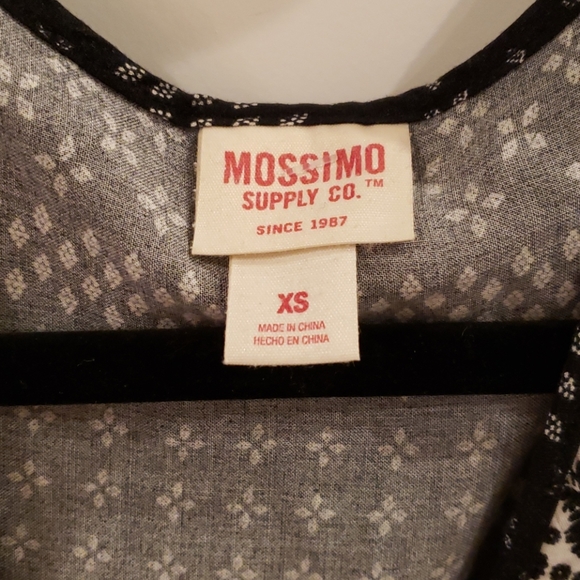 MOSSIMO
SUPPLY CO.™
SINCE 1987
XS
MADE IN CHINA
HECHO EN CHINA